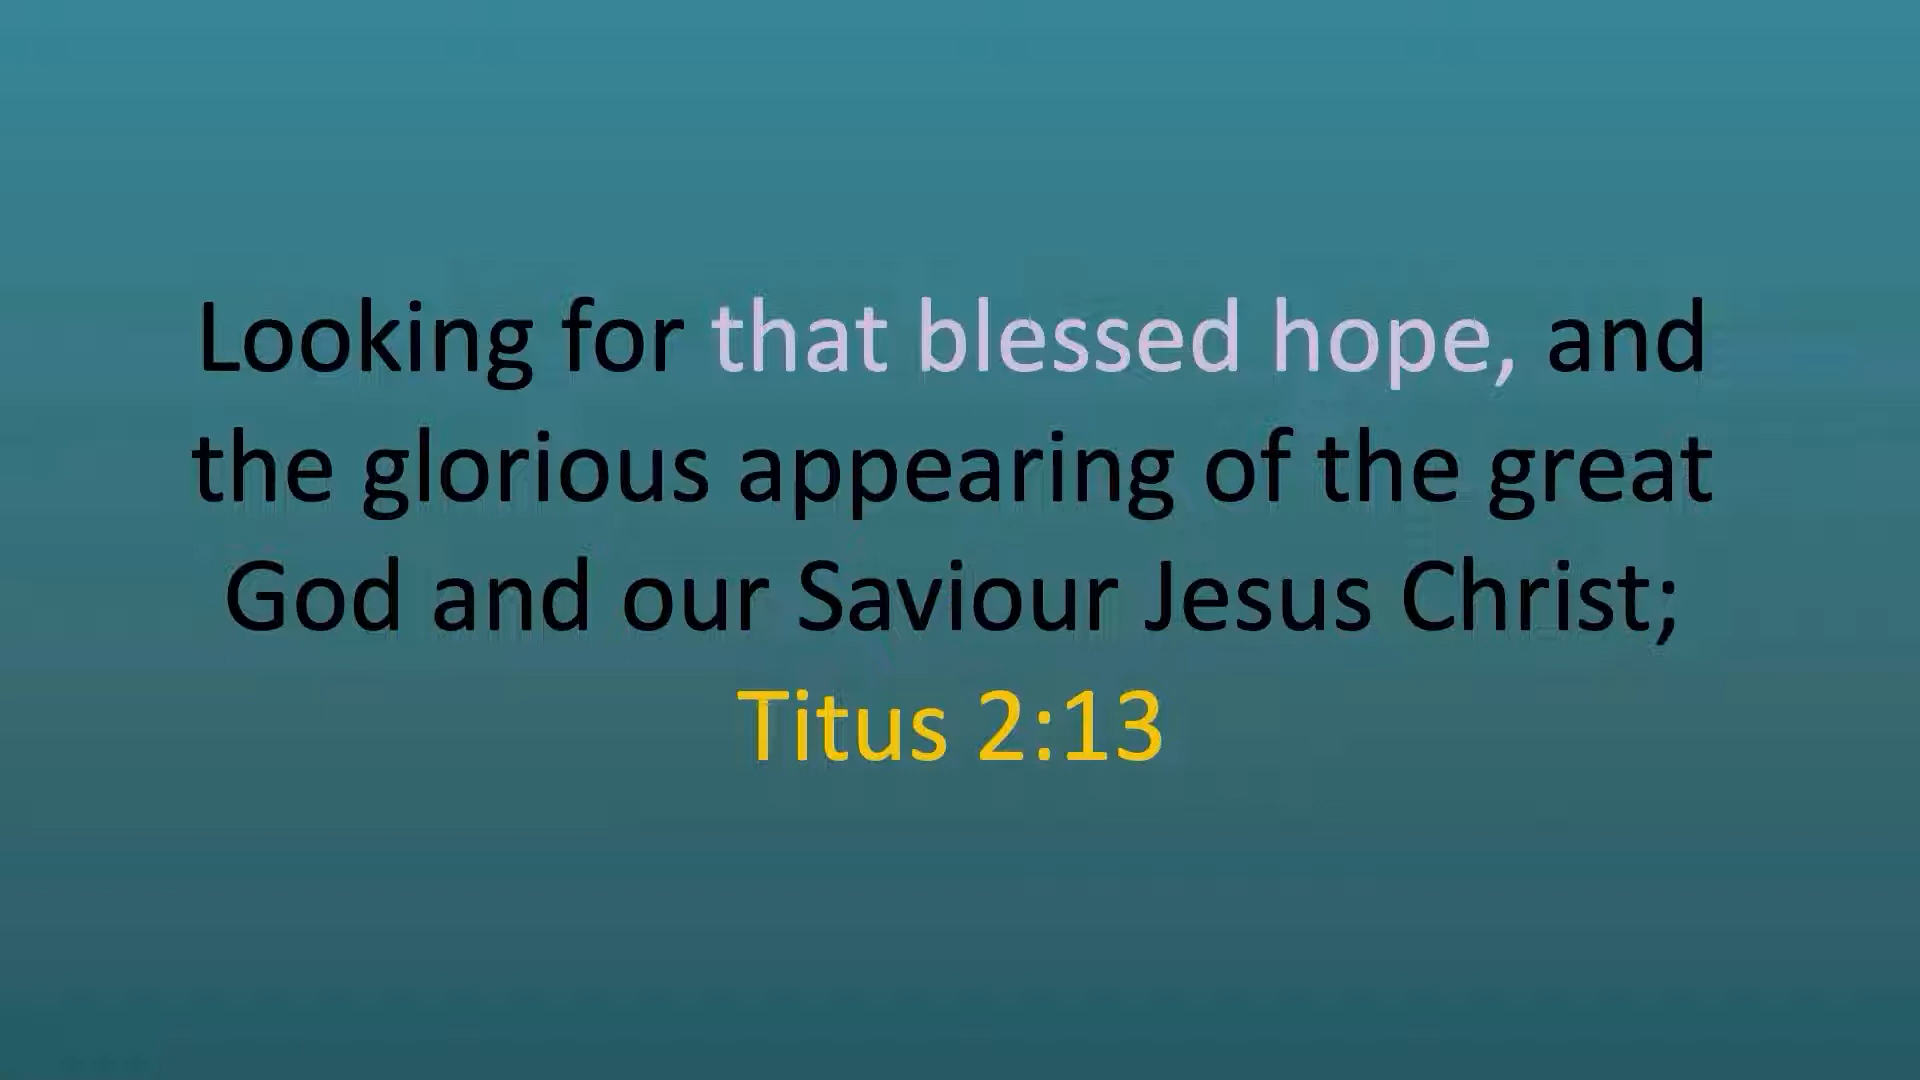 Looking for that blessed hope, and
the glorious appearing of the great
God and our Saviour Jesus Christ;
Titus 2:13